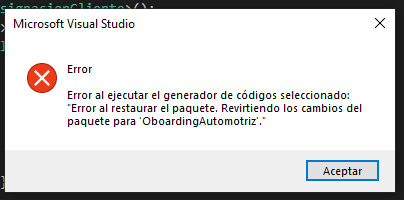 signacionCliente>();
Microsoft Visual Studio
Error
Error al ejecutar el generador de códigos seleccionado:
"Error al restaurar el paquete. Revirtiendo los cambios del
paquete para 'OboardingAutomotriz'."
Aceptar
}